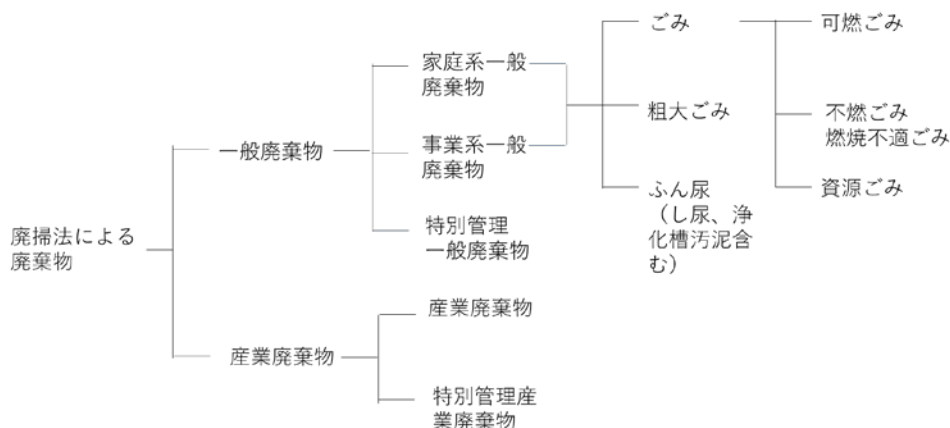 廃掃法による
廃棄物
一般廃棄物
家庭系一般
廃棄物
事業系一般
廃棄物
特別管理
一般廃棄物
ごみ
粗大ごみ
ふん尿
（し尿、浄
化槽汚泥含
む）
可燃ごみ
不燃ごみ
燃焼不適ごみ
資源ごみ
産業廃棄物
産業廃棄物
特別管理産
業廃棄物